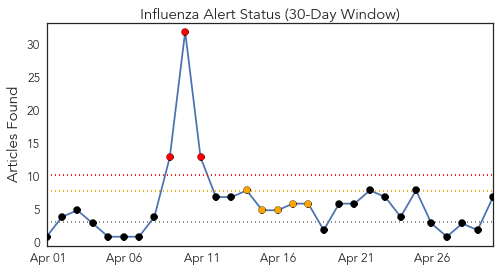 Influenza Alert Status (30-Day Window)
Articles Found
30
25
20
15
10
5
0
Apr 01
Apr 06
Apr 11
Apr 16
Apr 21
Apr 26